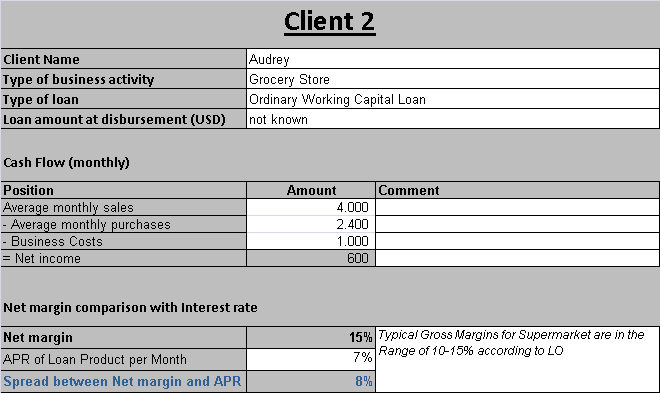 Client 2
Client Name Audrey
Type of business activity Grocery Store
Type of loan Ordinary Working Capital Loan
Loan amount at disbursement (USD) not known
Cash Flow (monthly)
Position Amount Comment
Average monthly sales 4.000
- Average monthly purchases 2.400
- Business Costs 1.000
= Net income 600
Net margin comparison with Interest rate
Net margin 15% Typical Gross Margins for Supermarket are in the
APR of Loan Product per Month 7% Range of 10-15% according to LO
Spread between Net margin and APR 8%